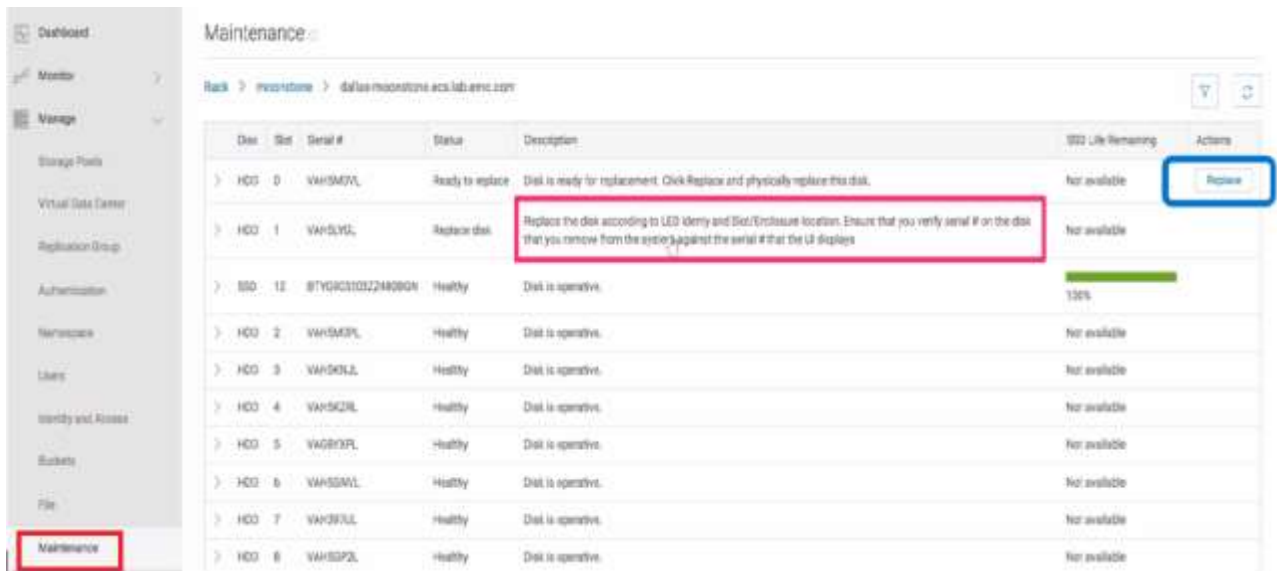 Dashboard
Monitor
Manage
Storage Pools
Virtual Data Center
Replication Group
Authentication
Namespace
Users
Identity and Access
Buckets
File
Maintenance
Maintenance
Rack > moonstone > dallas-moonstone.ecs.lab.emc.com
Slot Serial # Status Description SSD Life Remaining Actions
HDD 0 Ready to replace Disk is ready for replacement. Click Replace and physically replace this disk. Not available Replace
HDD 1 Replace disk Replace the disk according to LED Identy and Slot/Enclosure location. Ensure that you verify serial # on the disk
that you remove from the system against the serial # that the UI displays Not available
SSD 12 Healthy Disk is operative.
HDD 2 Healthy Disk is operative. Not available
HDD 3 Healthy Disk is operative. Not available
HDD 4 Healthy Disk is operative. Not available
HDD 5 Healthy Disk is operative. Not available
HDD 6 Healthy Disk is operative. Not available
HDD 7 Healthy Disk is operative. Not available
HDD 8 Healthy Disk is operative. Not available